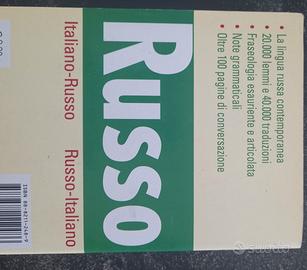 • La lingua russa contemporanea
• 20.000 lemmi e 40.000 traduzioni
• Fraseologia esauriente e articolata
• Note grammaticali
• Oltre 100 pagine di conversazione
Russo
Italiano-Russo Russo-Italiano
subito